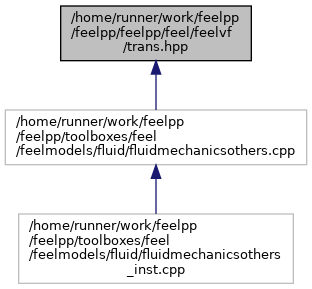 /home/runner/work/feelpp
/feelpp/feelpp/feel/feelvf
/trans.hpp
/home/runner/work/feelpp
/feelpp/toolboxes/feel
/feelmodels/fluid/fluidmechanicsothers.cpp
/home/runner/work/feelpp
/feelpp/toolboxes/feel
/feelmodels/fluid/fluidmechanicsothers
_inst.cpp